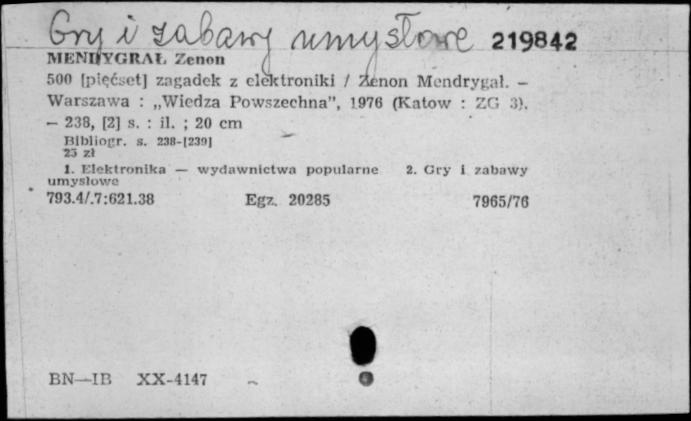 Gry i zabawy umysłowe 219842
MENDYGRAŁ Zenon
500 [pięćset] zagadek z elektroniki / Zenon Mendrygał. —
Warszawa : „Wiedza Powszechna", 1976 (Katow : ZG 3).
— 238, [2] s. : il. ; 20 cm
Bibliogr. s. 238-[239]
25 zł
1. Elektronika — wydawnictwa popularne 2. Gry i zabawy
umysłowe
793.4/.7:621.38 Egz. 20285 7965/76
BN—IB XX-4147